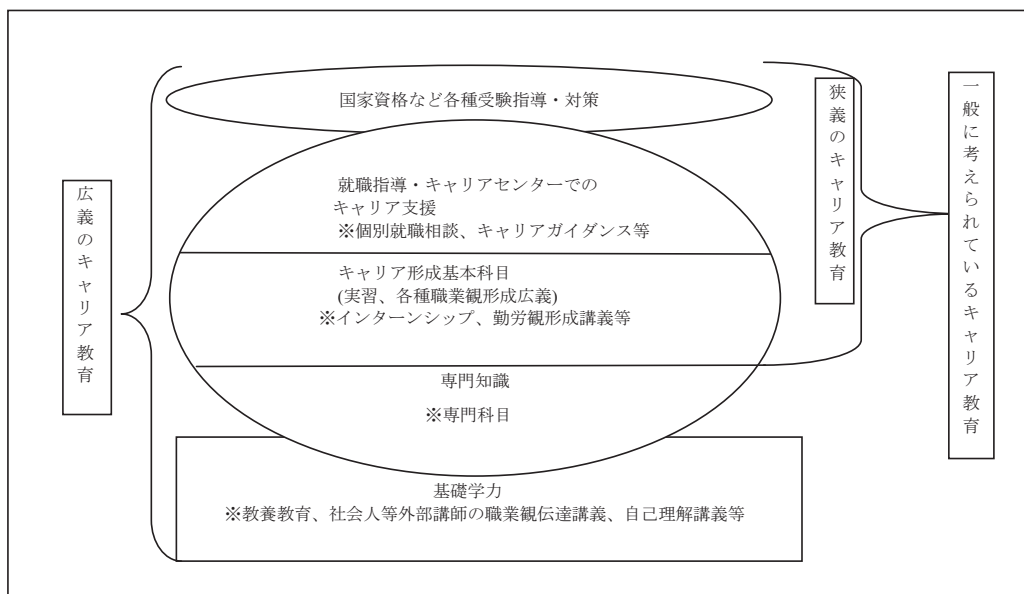 国家資格など各種受験指導・対策
就職指導・キャリアセンターでの
キャリア支援
※個別就職相談、キャリアガイダンス等
キャリア形成基本科目
(実習、各種職業観形成広義)
※インターンシップ、勤労観形成講義等
専門知識
※専門科目
基礎学力
※教養教育、社会人等外部講師の職業観伝達講義、自己理解講義等
広義のキャリア教育
狭義のキャリア教育
一般に考えられているキャリア教育